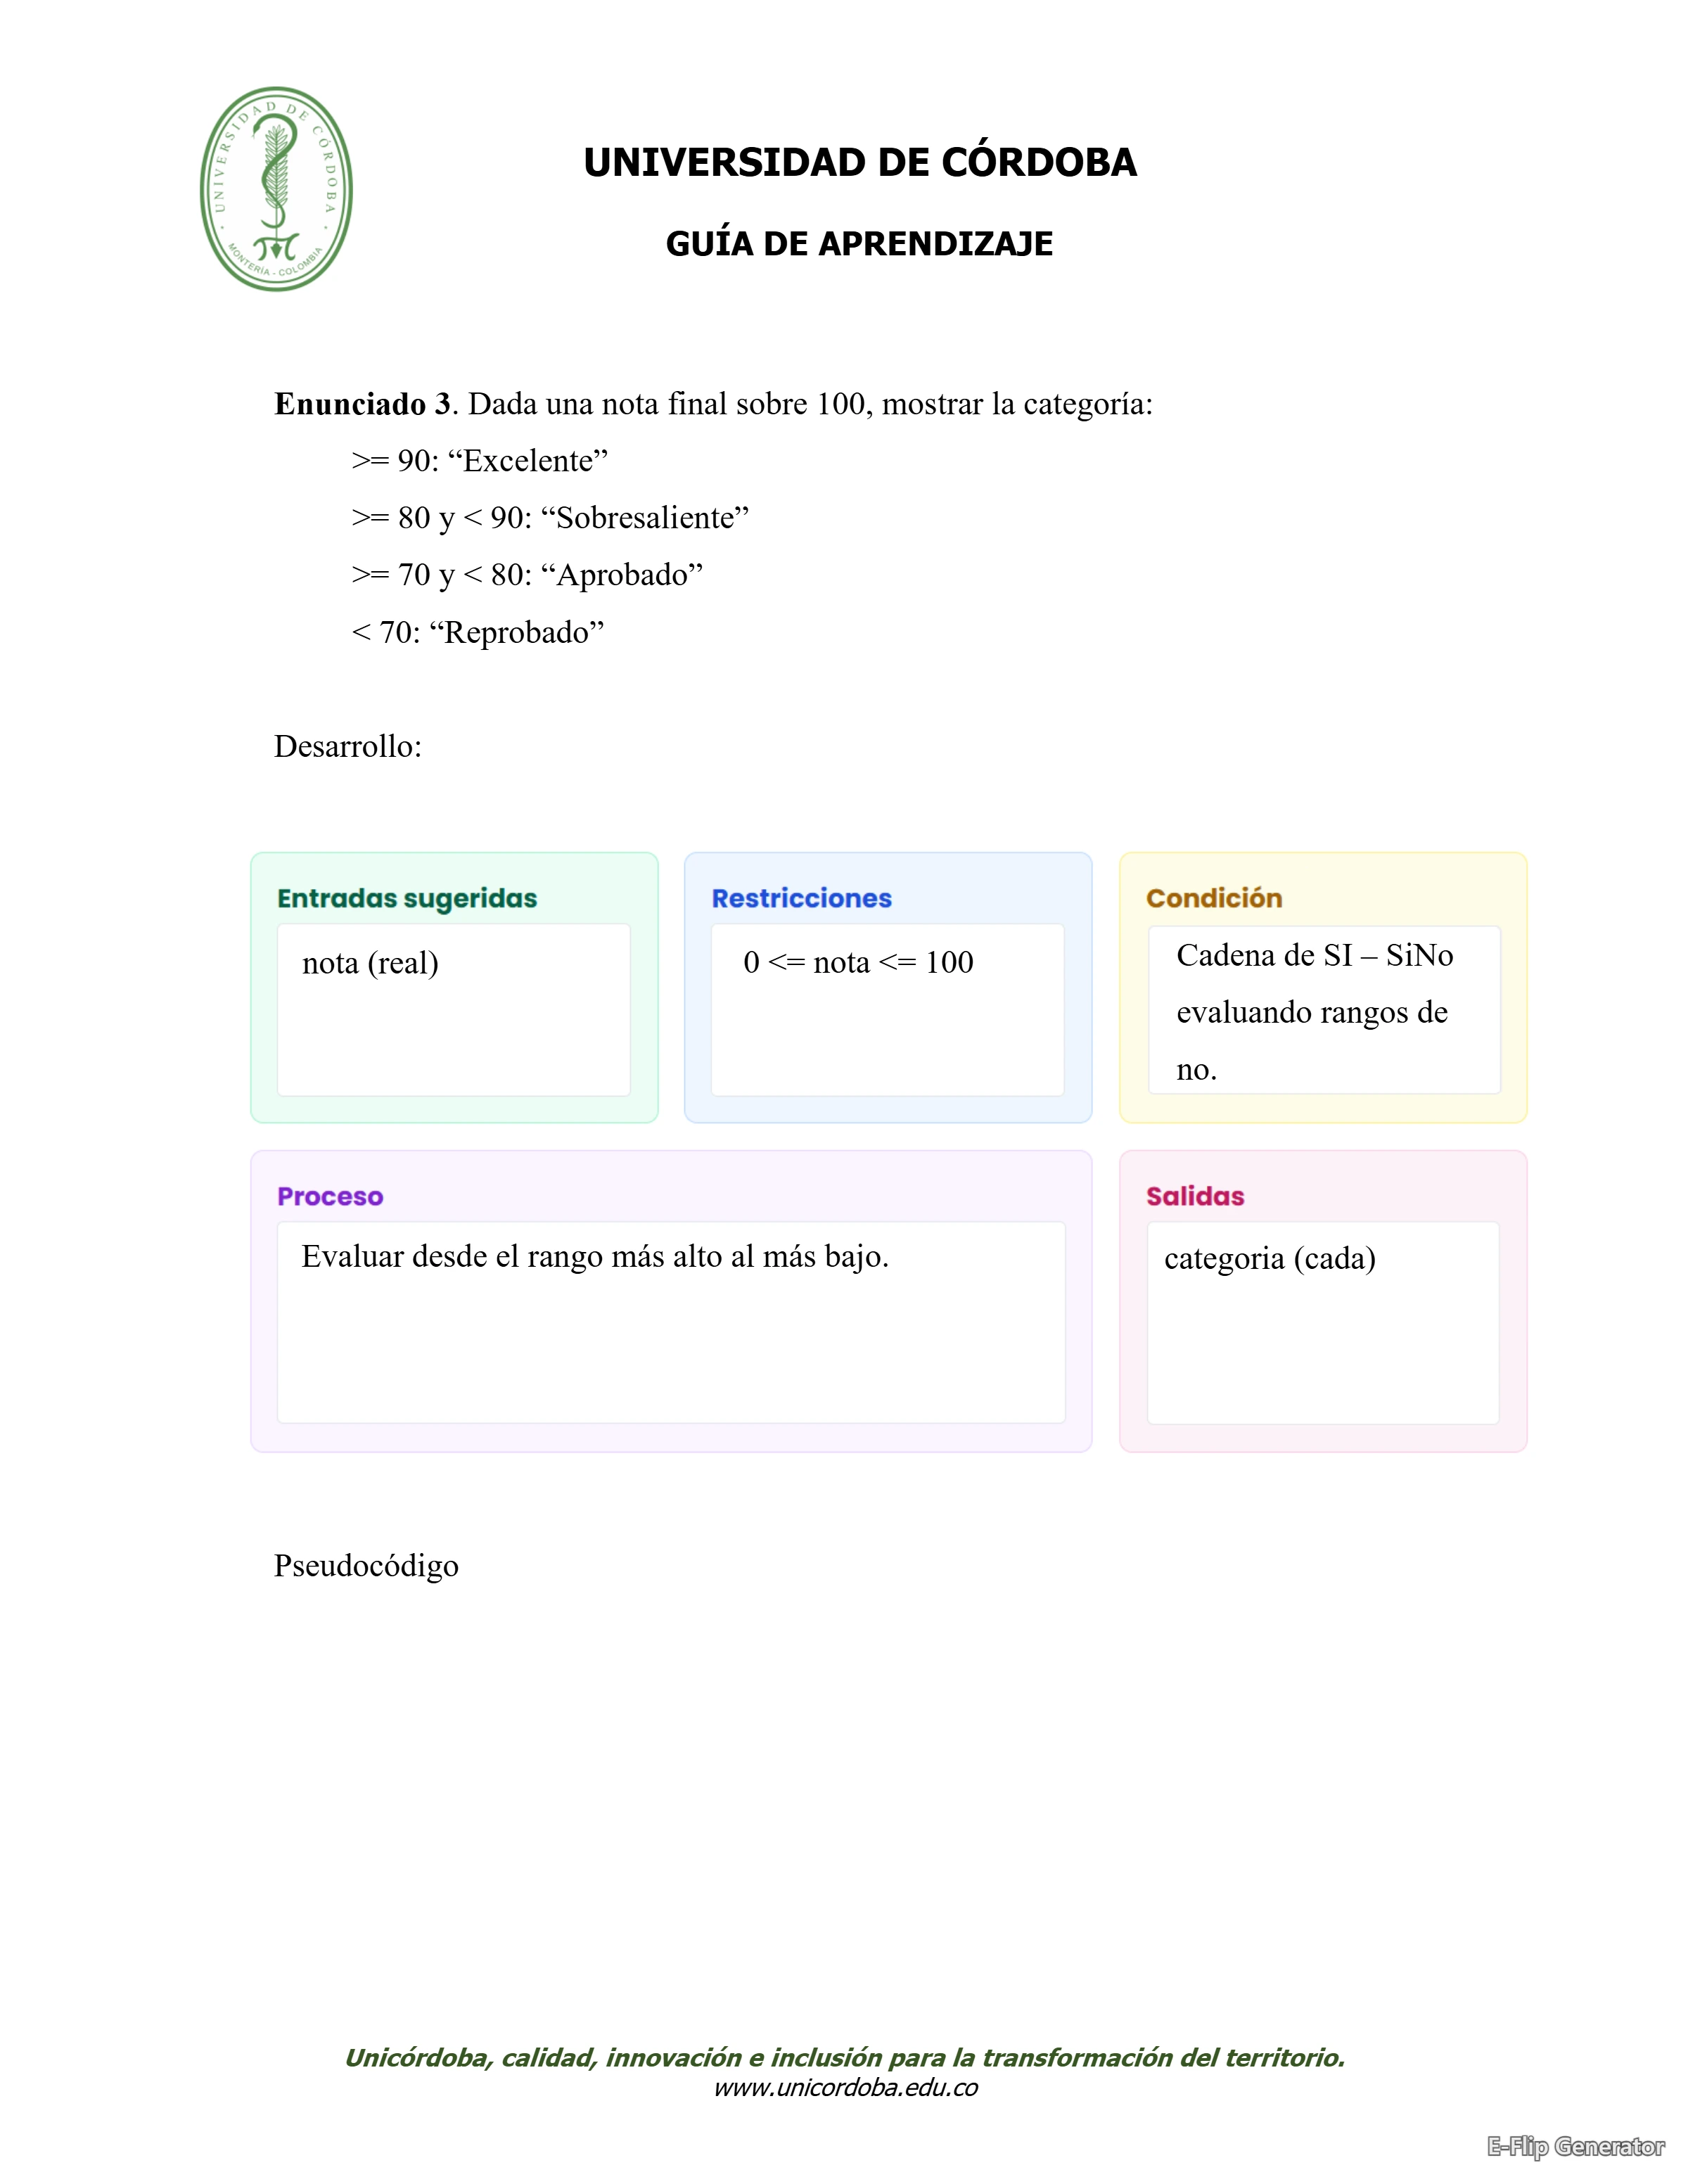 UNIVERSIDAD DE CÓRDOBA
MONTERÍA - COLOMBIA
UNIVERSIDAD DE CÓRDOBA
GUÍA DE APRENDIZAJE
Enunciado 3. Dada una nota final sobre 100, mostrar la categoría:
>= 90: “Excelente”
>= 80 y < 90: “Sobresaliente”
>= 70 y < 80: “Aprobado”
< 70: “Reprobado”
Desarrollo:
Entradas sugeridas
nota (real)
Restricciones
0 <= nota <= 100
Condición
Cadena de SI – SiNo
evaluando rangos de
no.
Proceso
Evaluar desde el rango más alto al más bajo.
Salidas
categoria (cada)
Pseudocódigo
Unicórdoba, calidad, innovación e inclusión para la transformación del territorio.
www.unicordoba.edu.co
E-Flip Generator